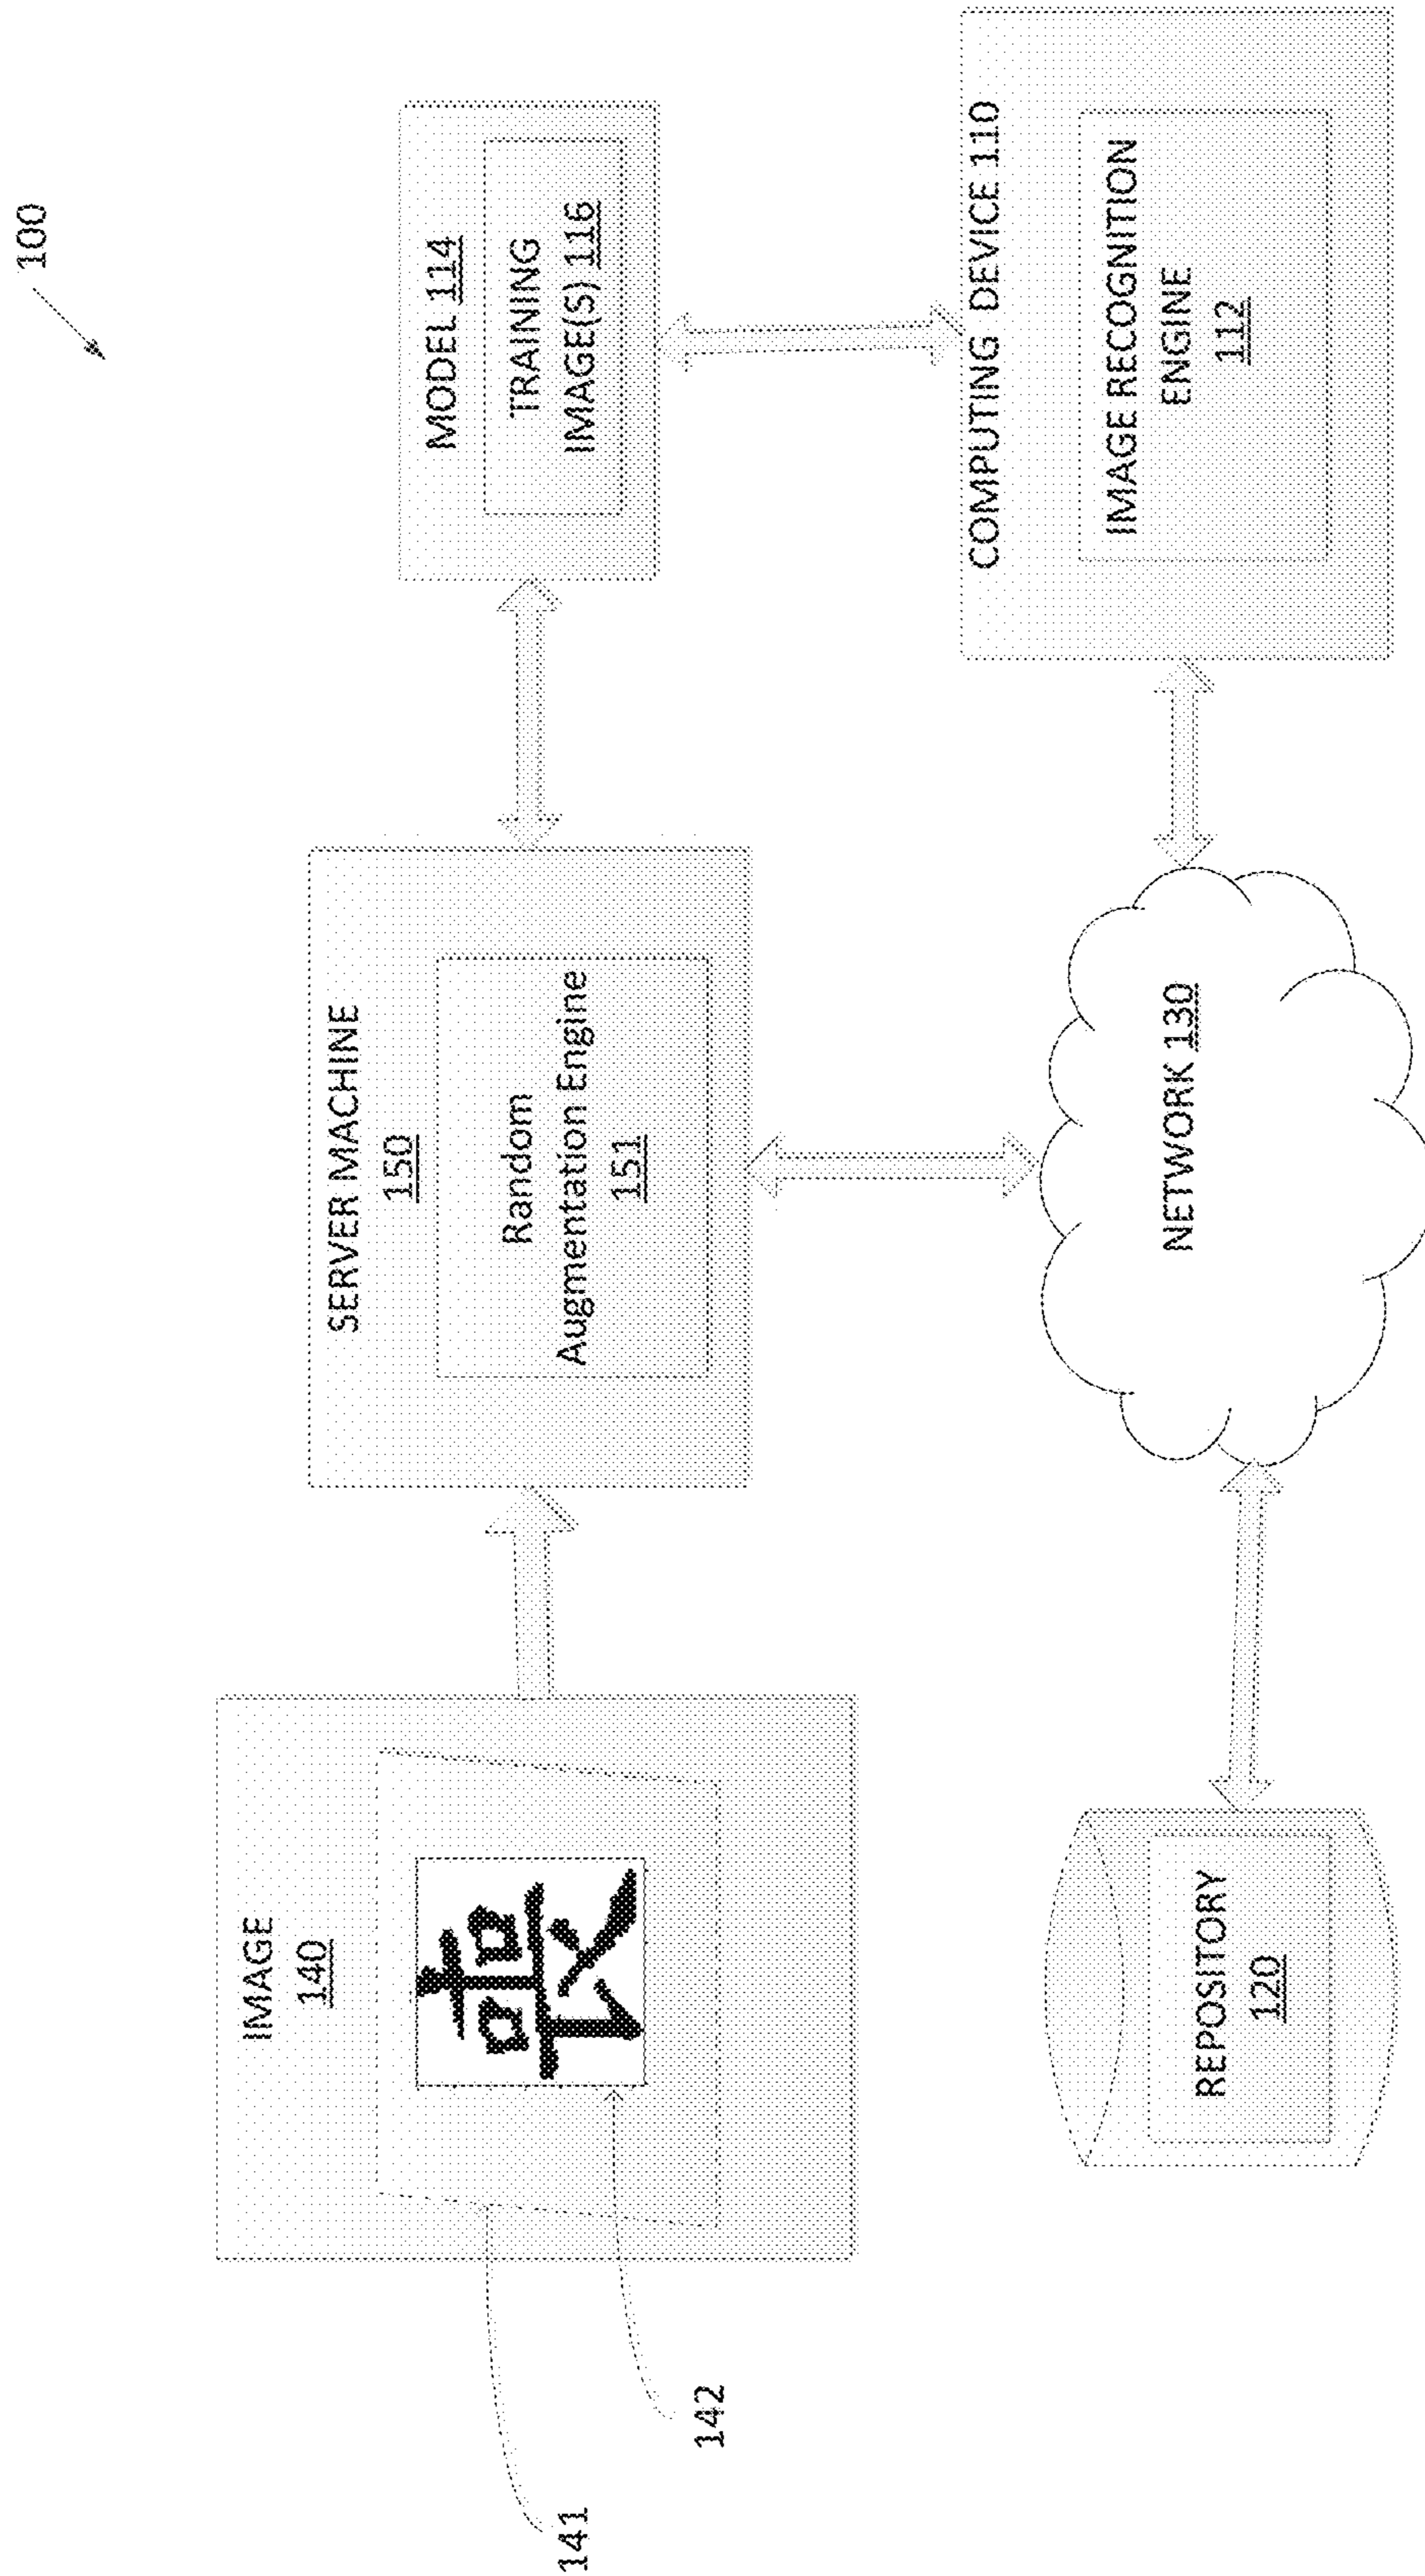 100
IMAGE
140
喪
141
142
SERVER MACHINE
150
Random
Augmentation Engine
151
MODEL 114
TRAINING
IMAGE(S) 116
REPOSITORY
120
NETWORK 130
COMPUTING DEVICE 110
IMAGE RECOGNITION
ENGINE
112